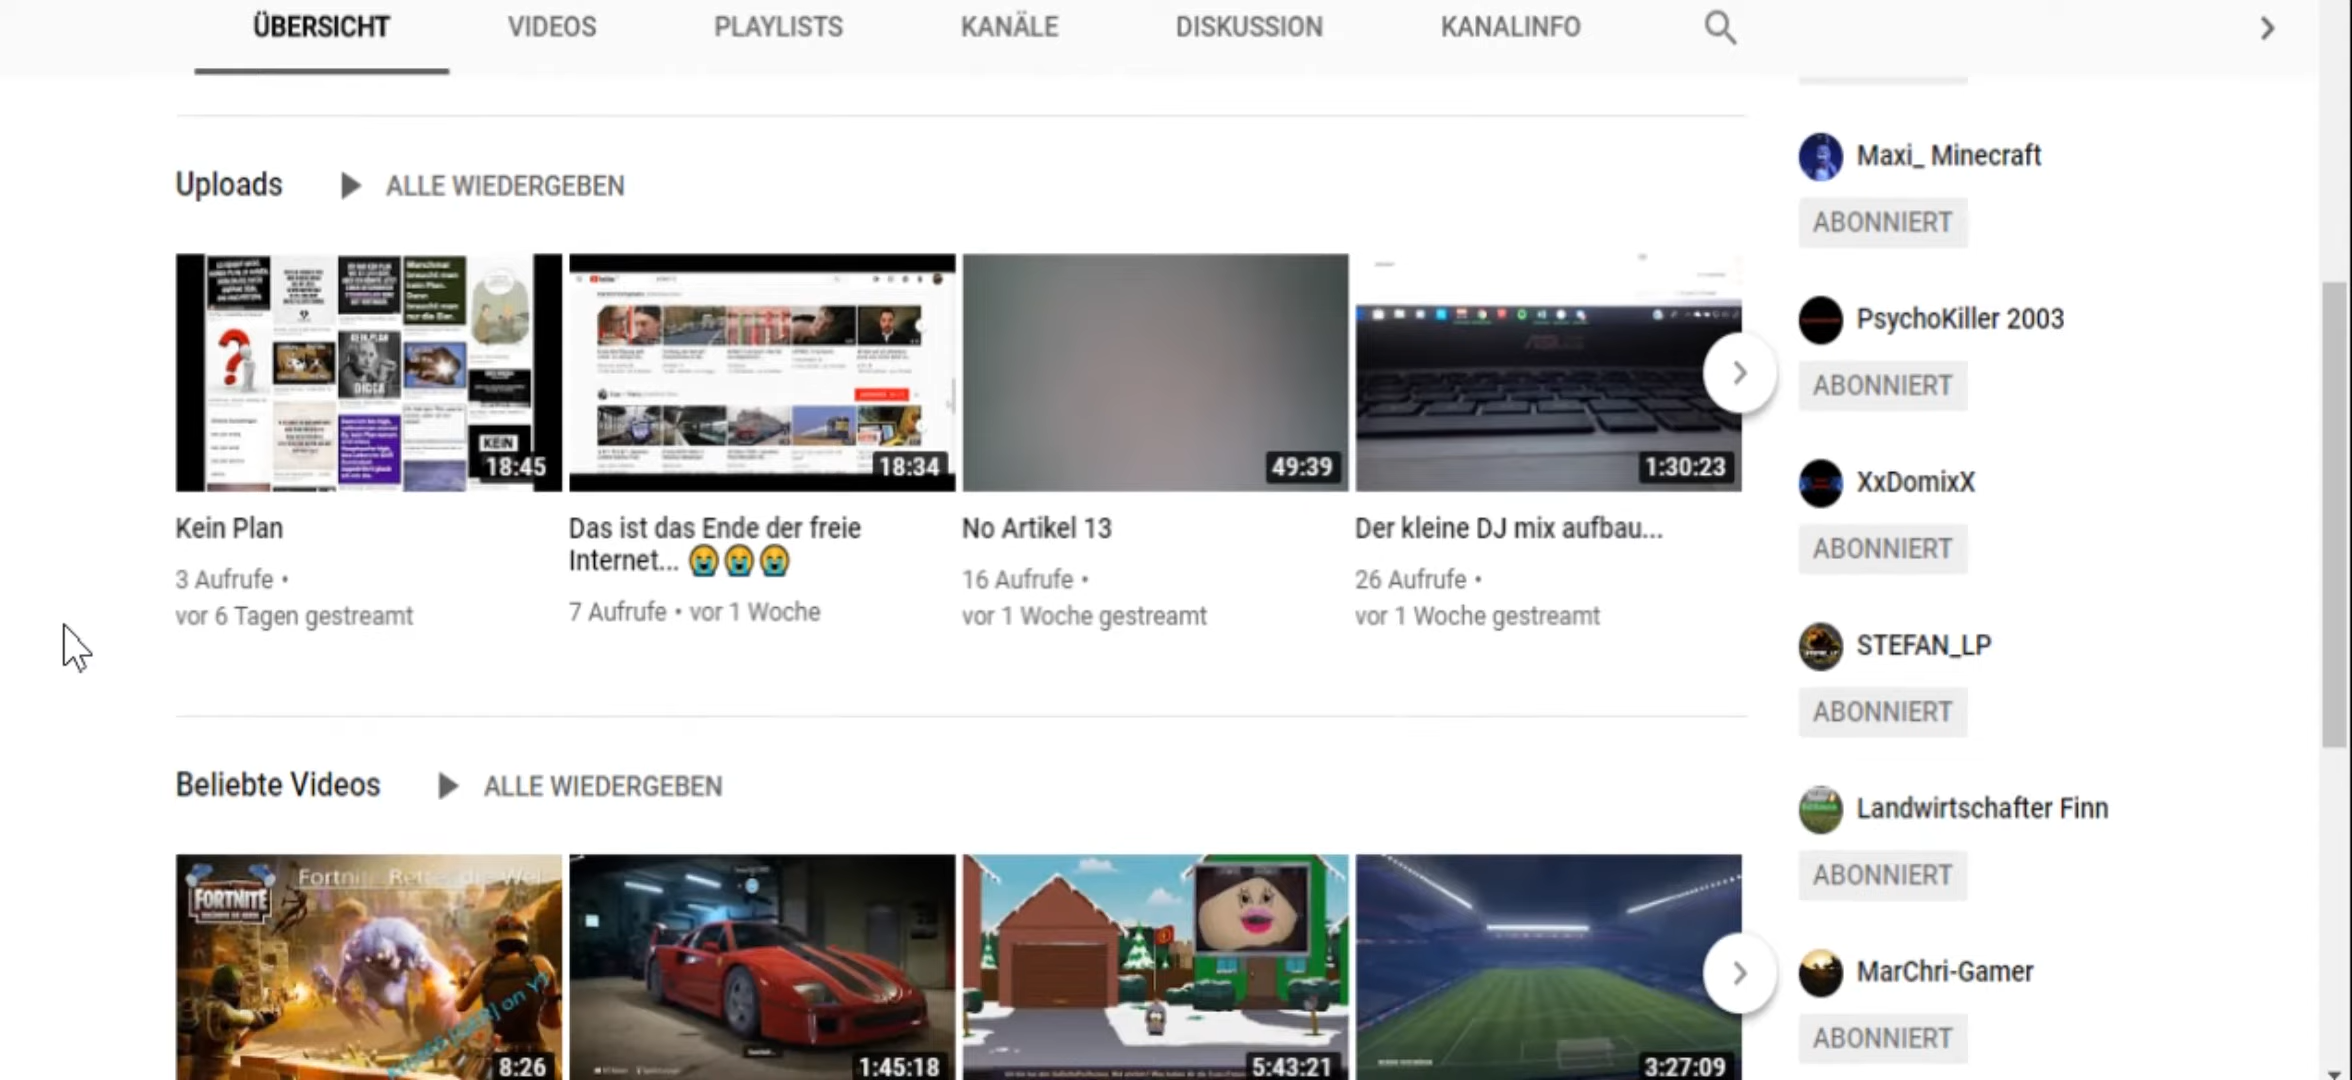 ÜBERSICHT VIDEOS PLAYLISTS KANÄLE DISKUSSION KANALINFO
Uploads ALLE WIEDERGEBEN
KEIN
18:45
18:34
49:39
1:30:23
Kein Plan
3 Aufrufe •
vor 6 Tagen gestreamt
Das ist das Ende der freie
Internet... 😭😭😭
7 Aufrufe • vor 1 Woche
No Artikel 13
16 Aufrufe •
vor 1 Woche gestreamt
Der kleine DJ mix aufbau...
26 Aufrufe •
vor 1 Woche gestreamt
Beliebte Videos ALLE WIEDERGEBEN
FORTNITE
8:26
1:45:18
5:43:21
3:27:09
Maxi_ Minecraft
ABONNIERT
PsychoKiller 2003
ABONNIERT
XxDomixX
ABONNIERT
STEFAN_LP
ABONNIERT
Landwirtschafter Finn
ABONNIERT
MarChri-Gamer
ABONNIERT